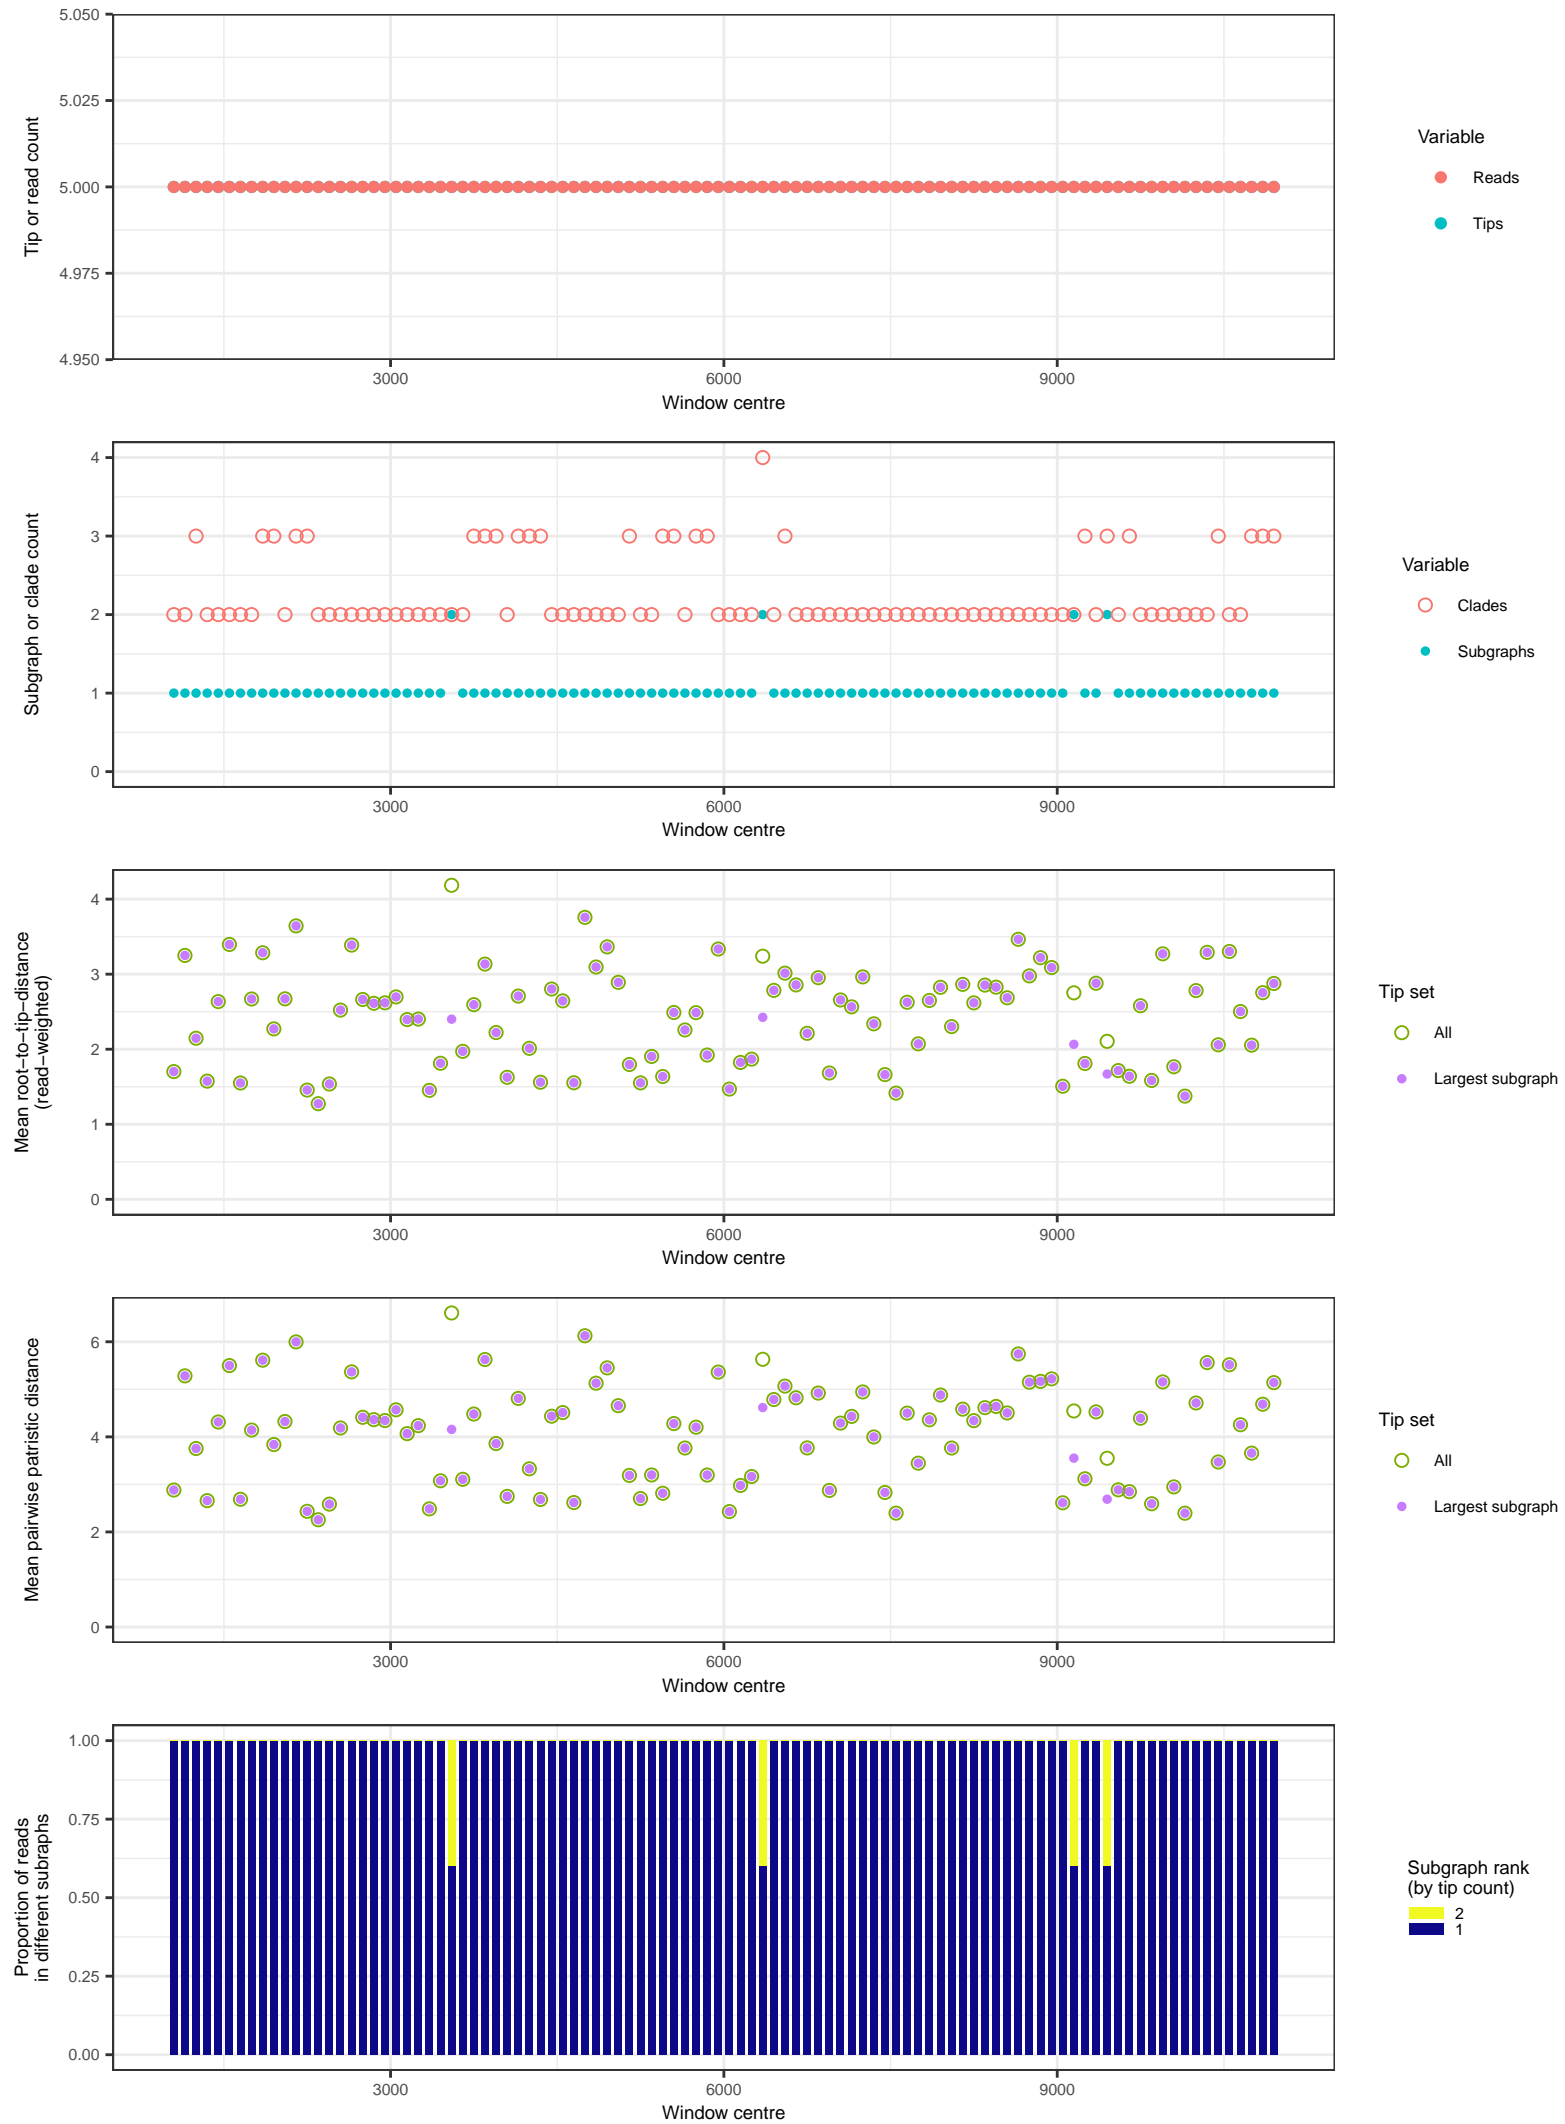 5.050
5.025
5.000
4.975
4.950
Tip or read count
3000 6000 9000
Window centre
Variable
Reads
Tips
4
3
2
1
0
Subgraph or clade count
3000 6000 9000
Window centre
Variable
Clades
Subgraphs
4
3
2
1
0
Mean root−to−tip−distance
(read−weighted)
3000 6000 9000
Window centre
Tip set
All
Largest subgraph
6
4
2
0
Mean pairwise patristic distance
3000 6000 9000
Window centre
Tip set
All
Largest subgraph
1.00
0.75
0.50
0.25
0.00
Proportion of reads
in different subraphs
3000 6000 9000
Window centre
Subgraph rank
(by tip count)
2
1